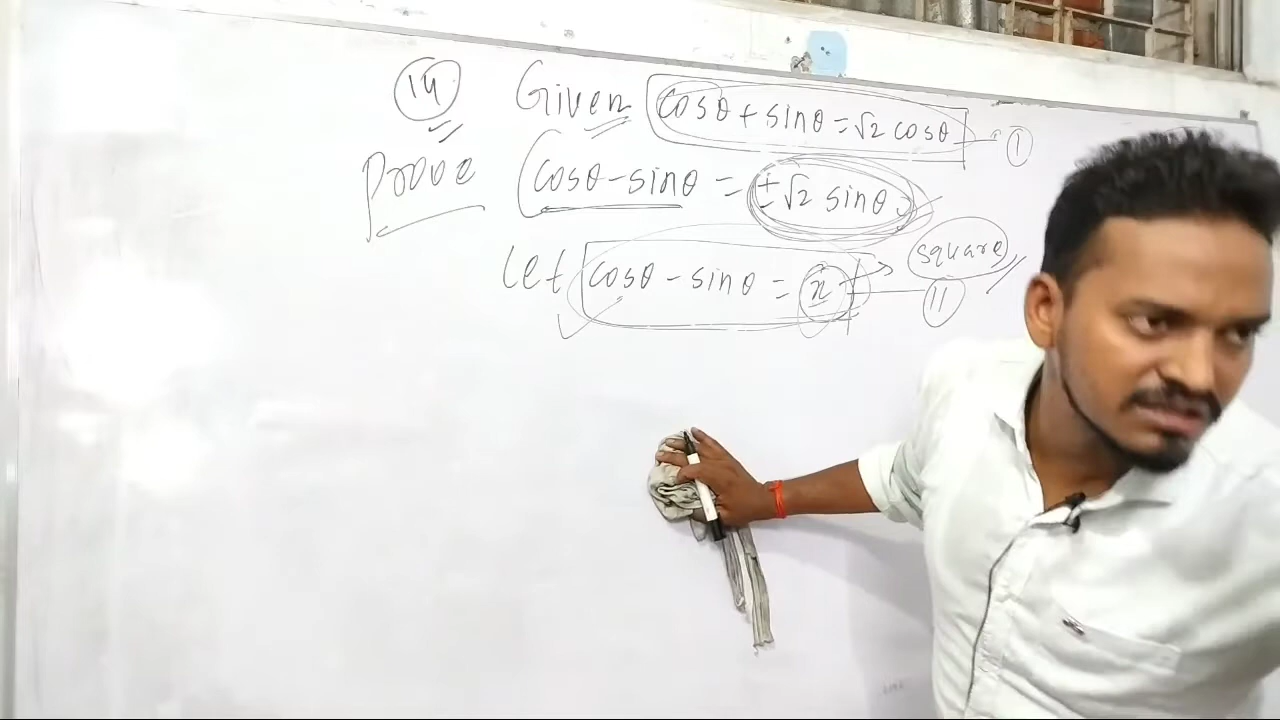 14 Given cosθ + sinθ = √2 cosθ — ①
Prove cosθ - sinθ = ±√2 sinθ
square
Let cosθ - sinθ = x — ⑪